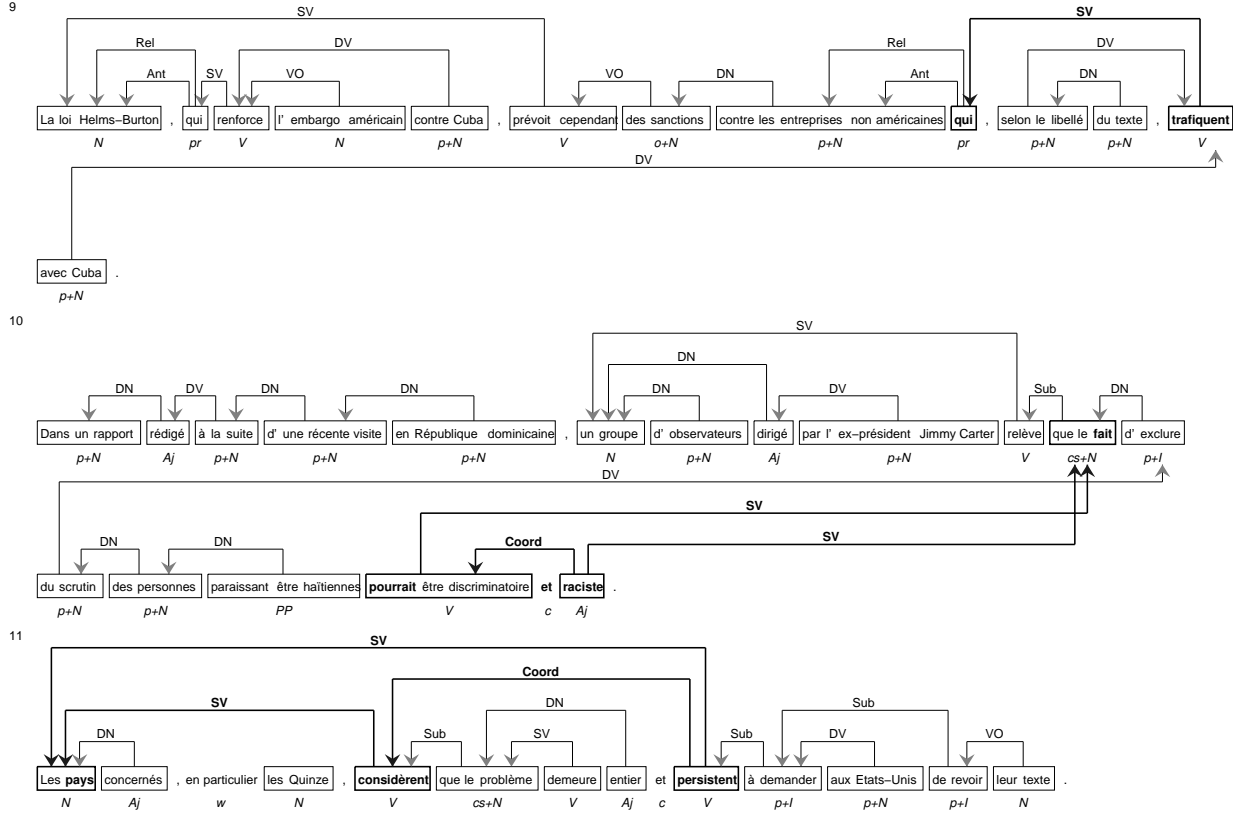 9
SV SV
Rel DV Rel DV
Ant SV VO VO DN Ant DN
La loi Helms−Burton , qui renforce l' embargo américain contre Cuba , prévoit cependant des sanctions contre les entreprises non américaines qui , selon le libellé du texte , trafiquent
N pr V N p+N V o+N p+N pr p+N p+N V
DV
avec Cuba .
p+N
10
SV
DN
DN DV DN DN DN DV Sub DN
Dans un rapport rédigé à la suite d' une récente visite en République dominicaine , un groupe d' observateurs dirigé par l' ex−président Jimmy Carter relève que le fait d' exclure
p+N Aj p+N p+N p+N N p+N Aj p+N V cs+N p+I
DV
SV
SV
DN DN Coord
du scrutin des personnes paraissant être haïtiennes pourrait être discriminatoire et raciste .
p+N p+N PP V c Aj
11
SV
Coord
SV DN Sub
DN Sub SV Sub DV VO
Les pays concernés , en particulier les Quinze , considèrent que le problème demeure entier et persistent à demander aux Etats−Unis de revoir leur texte .
N Aj w N V cs+N V Aj c V p+I p+N p+I N